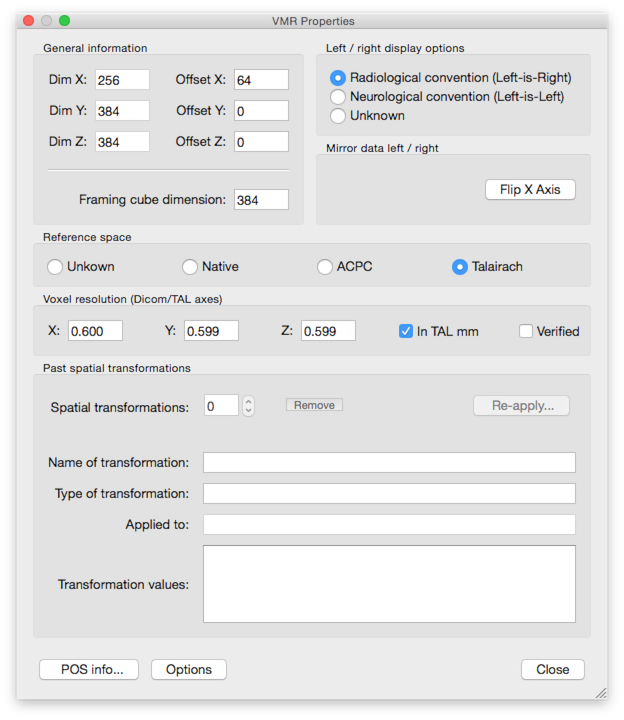 VMR Properties
General information
Left / right display options
Dim X: 256 Offset X: 64
Radiological convention (Left-is-Right)
Neurological convention (Left-is-Left)
Dim Y: 384 Offset Y: 0
Unknown
Dim Z: 384 Offset Z: 0
Mirror data left / right
Framing cube dimension: 384
Flip X Axis
Reference space
Unkown Native ACPC Talairach
Voxel resolution (Dicom/TAL axes)
X: 0.600 Y: 0.599 Z: 0.599 In TAL mm Verified
Past spatial transformations
Spatial transformations: 0 Remove Re-apply...
Name of transformation:
Type of transformation:
Applied to:
Transformation values:
POS info... Options Close